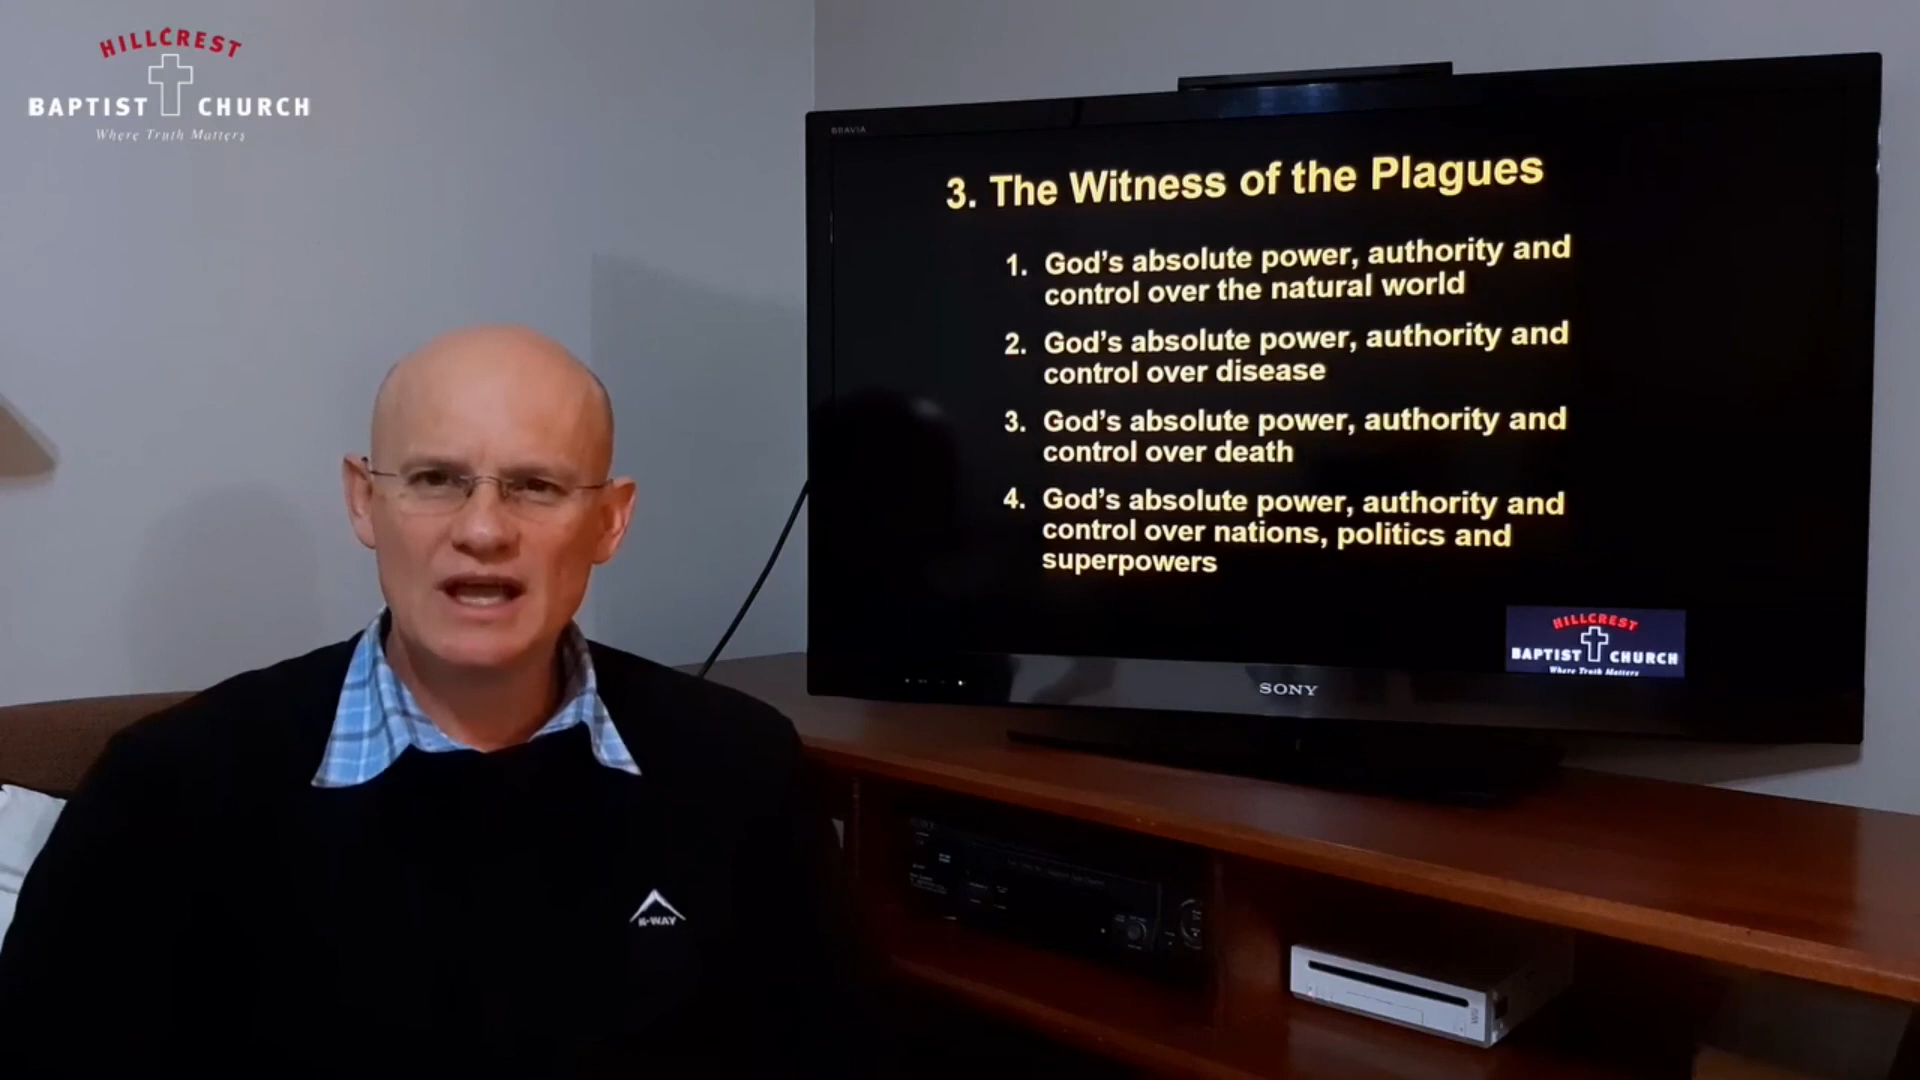 HILLCREST
BAPTIST CHURCH
Where Truth Matters
BRAVIA
3. The Witness of the Plagues
1. God's absolute power, authority and
control over the natural world
2. God's absolute power, authority and
control over disease
3. God's absolute power, authority and
control over death
4. God's absolute power, authority and
control over nations, politics and
superpowers
HILLCREST
BAPTIST CHURCH
Where Truth Matters
SONY
K-WAY
Wii